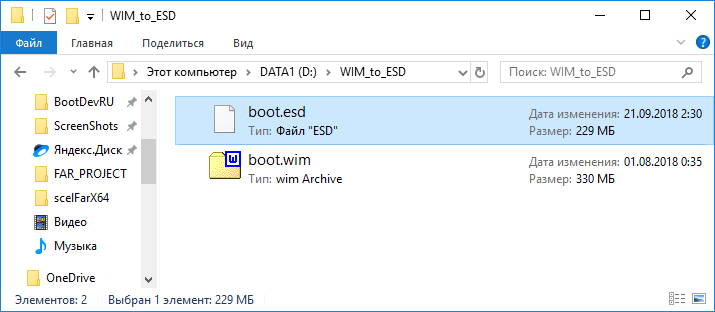 WIM_to_ESD
Файл Главная Поделиться Вид
Этот компьютер DATA1 (D:) WIM_to_ESD Поиск: WIM_to_ESD
BootDevRU
ScreenShots
Яндекс.Диск
FAR_PROJECT
scelFarX64
Видео
Музыка
OneDrive
boot.esd Дата изменения: 21.09.2018 2:30
Тип: Файл "ESD" Размер: 229 МБ
W
boot.wim Дата изменения: 01.08.2018 0:35
Тип: wim Archive Размер: 330 МБ
Элементов: 2 Выбран 1 элемент: 229 МБ